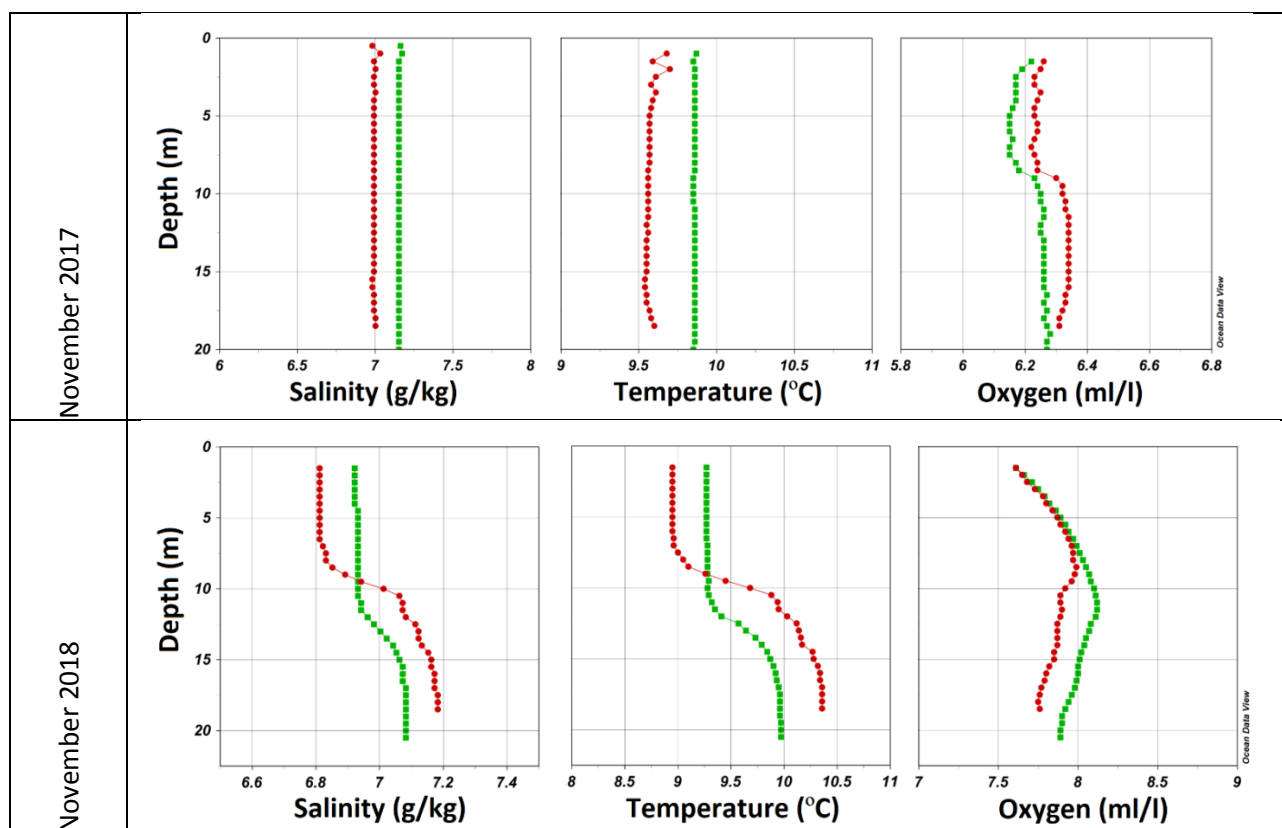 November 2017
Depth (m)
0
5
10
15
20
6 6.5 7 7.5 8
Salinity (g/kg)
9 9.5 10 10.5 11
Temperature (°C)
5.8 6 6.2 6.4 6.6 6.8
Oxygen (ml/l)
Ocean Data View
November 2018
Depth (m)
0
5
10
15
20
6.6 6.8 7 7.2 7.4
Salinity (g/kg)
8 8.5 9 9.5 10 10.5 11
Temperature (°C)
7 7.5 8 8.5 9
Oxygen (ml/l)
Ocean Data View